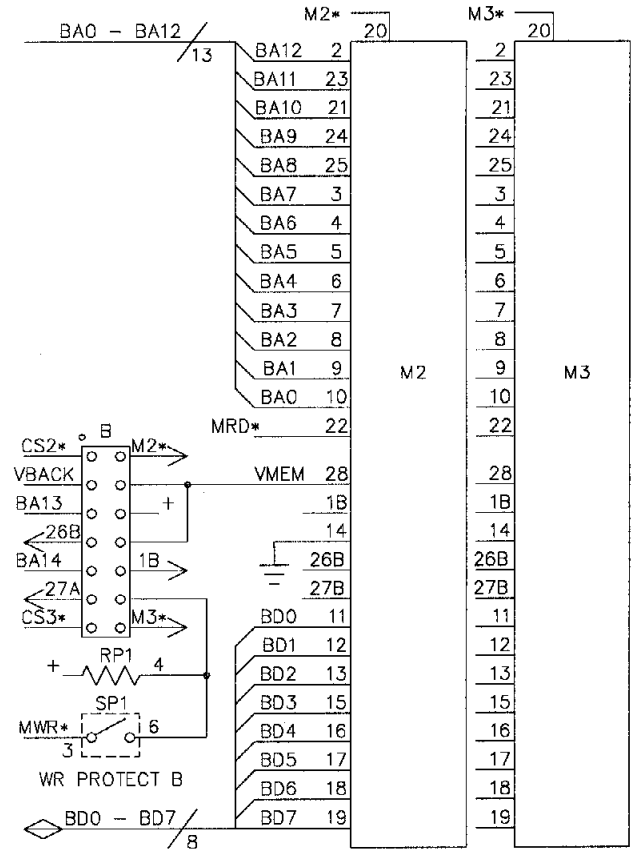 M2* M3*
BA0 - BA12 20 20
13
BA12 2 2
BA11 23 23
BA10 21 21
BA9 24 24
BA8 25 25
BA7 3 3
BA6 4 4
BA5 5 5
BA4 6 6
BA3 7 7
BA2 8 8
BA1 9 M2 9 M3
BA0 10 10
MRD* 22 22
B
CS2* M2*
VBACK VMEM 28 28
BA13 + 1B 1B
26B 14 14
BA14 1B 26B 26B
27A 27B 27B
CS3* M3* BD0 11 11
RP1 BD1 12 12
+ 4 BD2 13 13
SP1 BD3 15 15
MWR* 6 BD4 16 16
3 BD5 17 17
WR PROTECT B BD6 18 18
BD0 - BD7 BD7 19 19
8